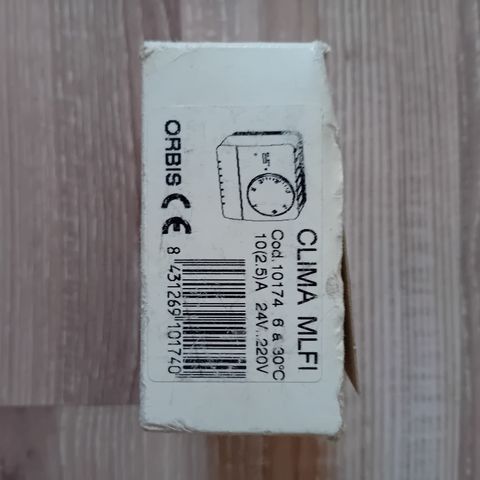 ORBIS CE
CLIMA MLFI
Cod. 10174 6 a 30°C
10(2.5)A 24V..220V
8 431269 101740